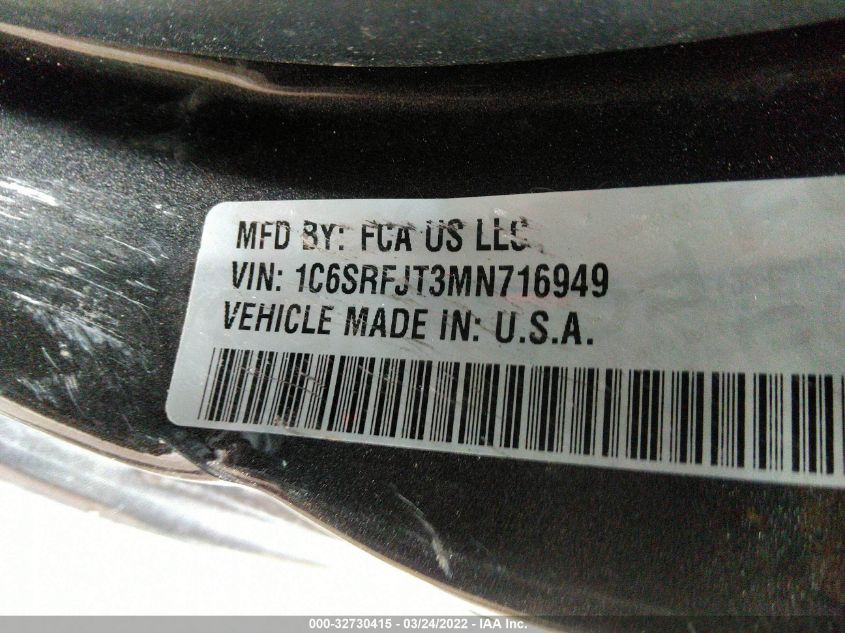 MFD BY: FCA US LLC
VIN: 1C6SRFJT3MN716949
VEHICLE MADE IN: U.S.A.
000-32730415 - 03/24/2022 - IAA Inc.